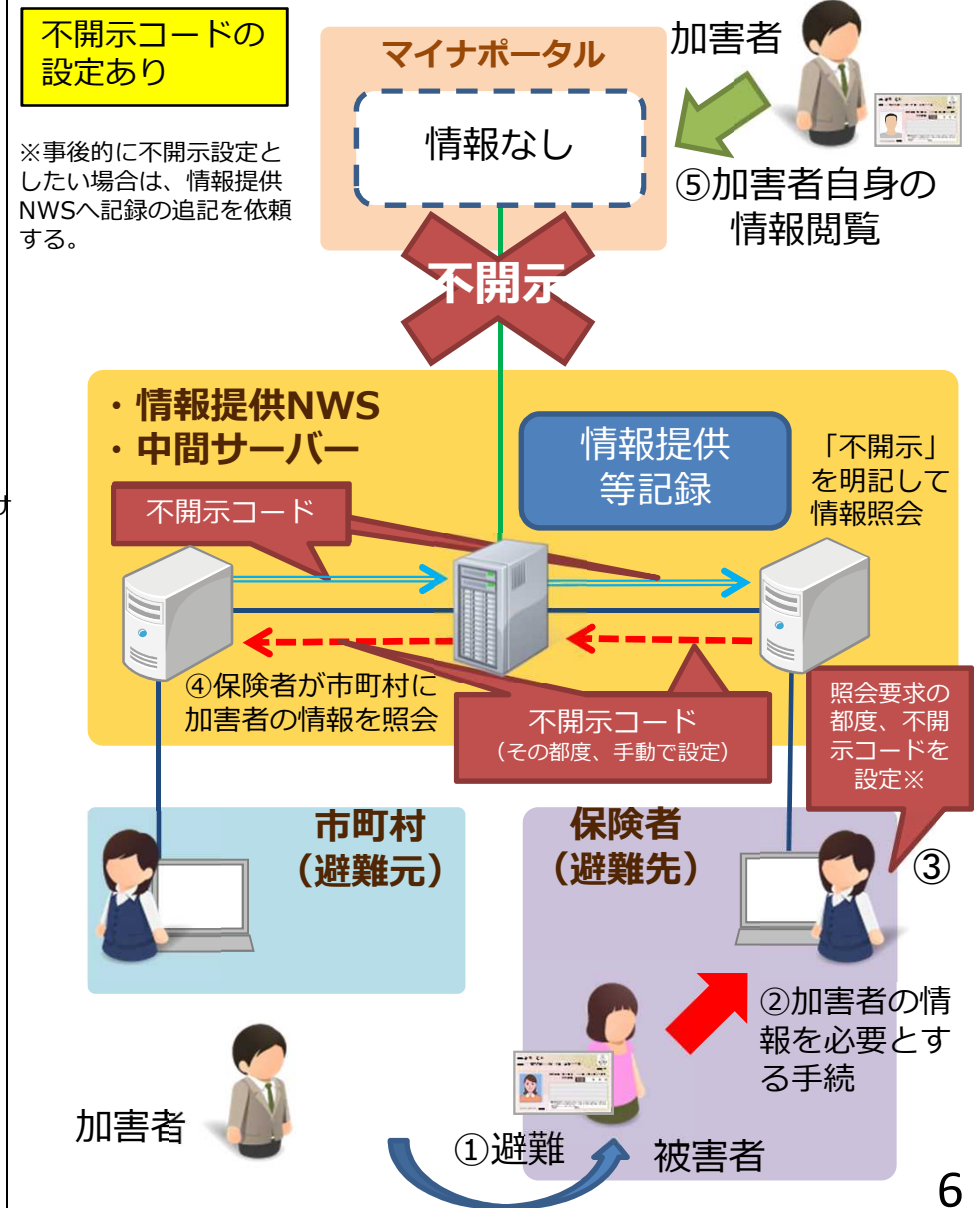 不開示コードの
設定あり
※事後的に不開示設定と
したい場合は、情報提供
NWSへ記録の追記を依頼
する。
マイナポータル
情報なし
加害者
⑤加害者自身の
情報閲覧
不開示
・情報提供NWS
・中間サーバー
情報提供
等記録
「不開示」
を明記して
情報照会
不開示コード
④保険者が市町村に
加害者の情報を照会
不開示コード
（その都度、手動で設定）
照会要求の
都度、不開
示コードを
設定※
③
市町村
（避難元）
保険者
（避難先）
②加害者の情
報を必要とす
る手続
加害者
①避難
被害者
6